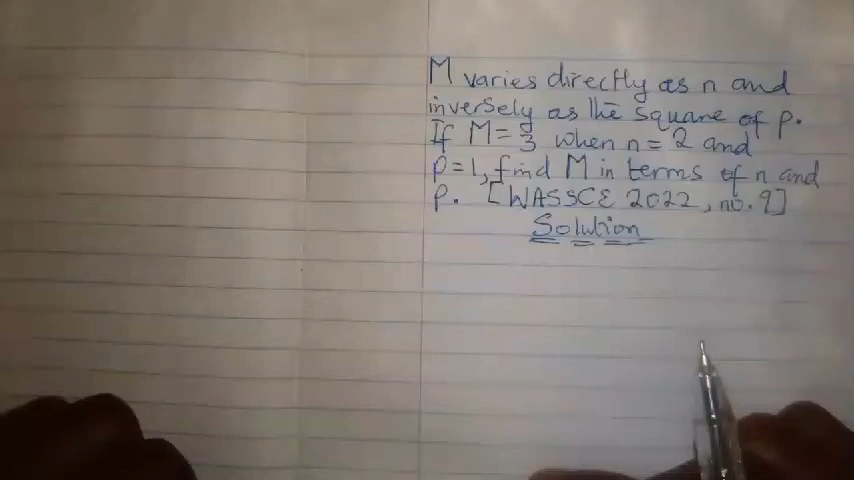 M varies directly as n and
inversely as the square of p.
If M = 3 when n = 2 and
p = 1, find M in terms of n and
p. [WASSCE 2022, no. 9]
Solution